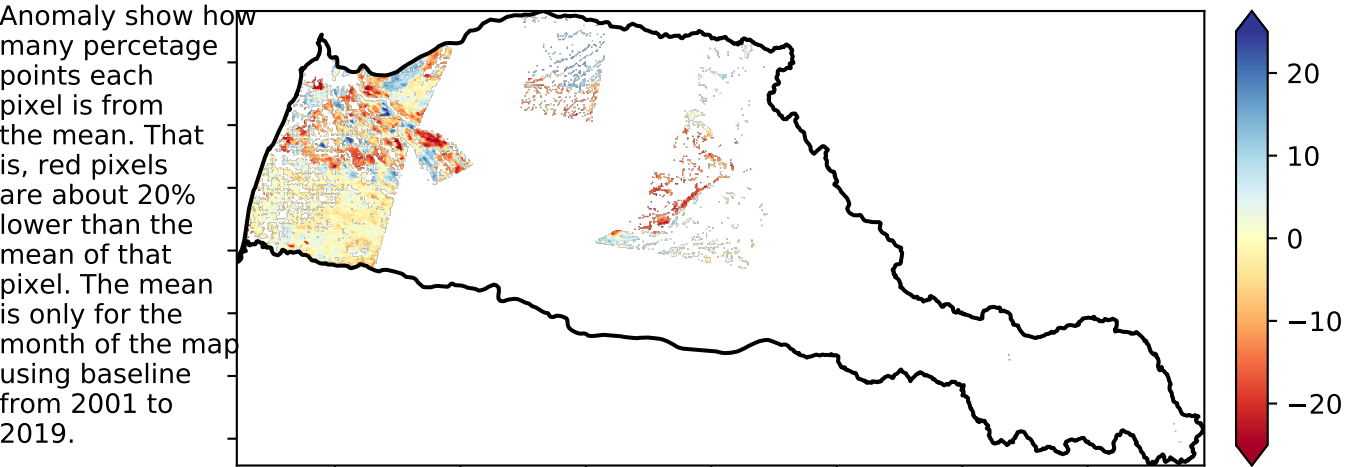 Anomaly show how
many percetage
points each
pixel is from
the mean. That
is, red pixels
are about 20%
lower than the
mean of that
pixel. The mean
is only for the
month of the map
using baseline
from 2001 to
2019.
20
10
0
−10
−20